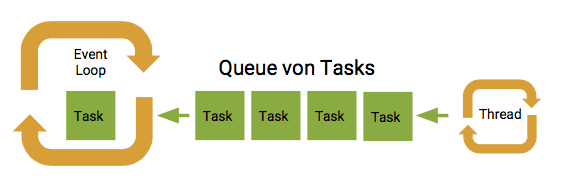 Event
Loop
Queue von Tasks
Task
Task
Task
Task
Task
Thread